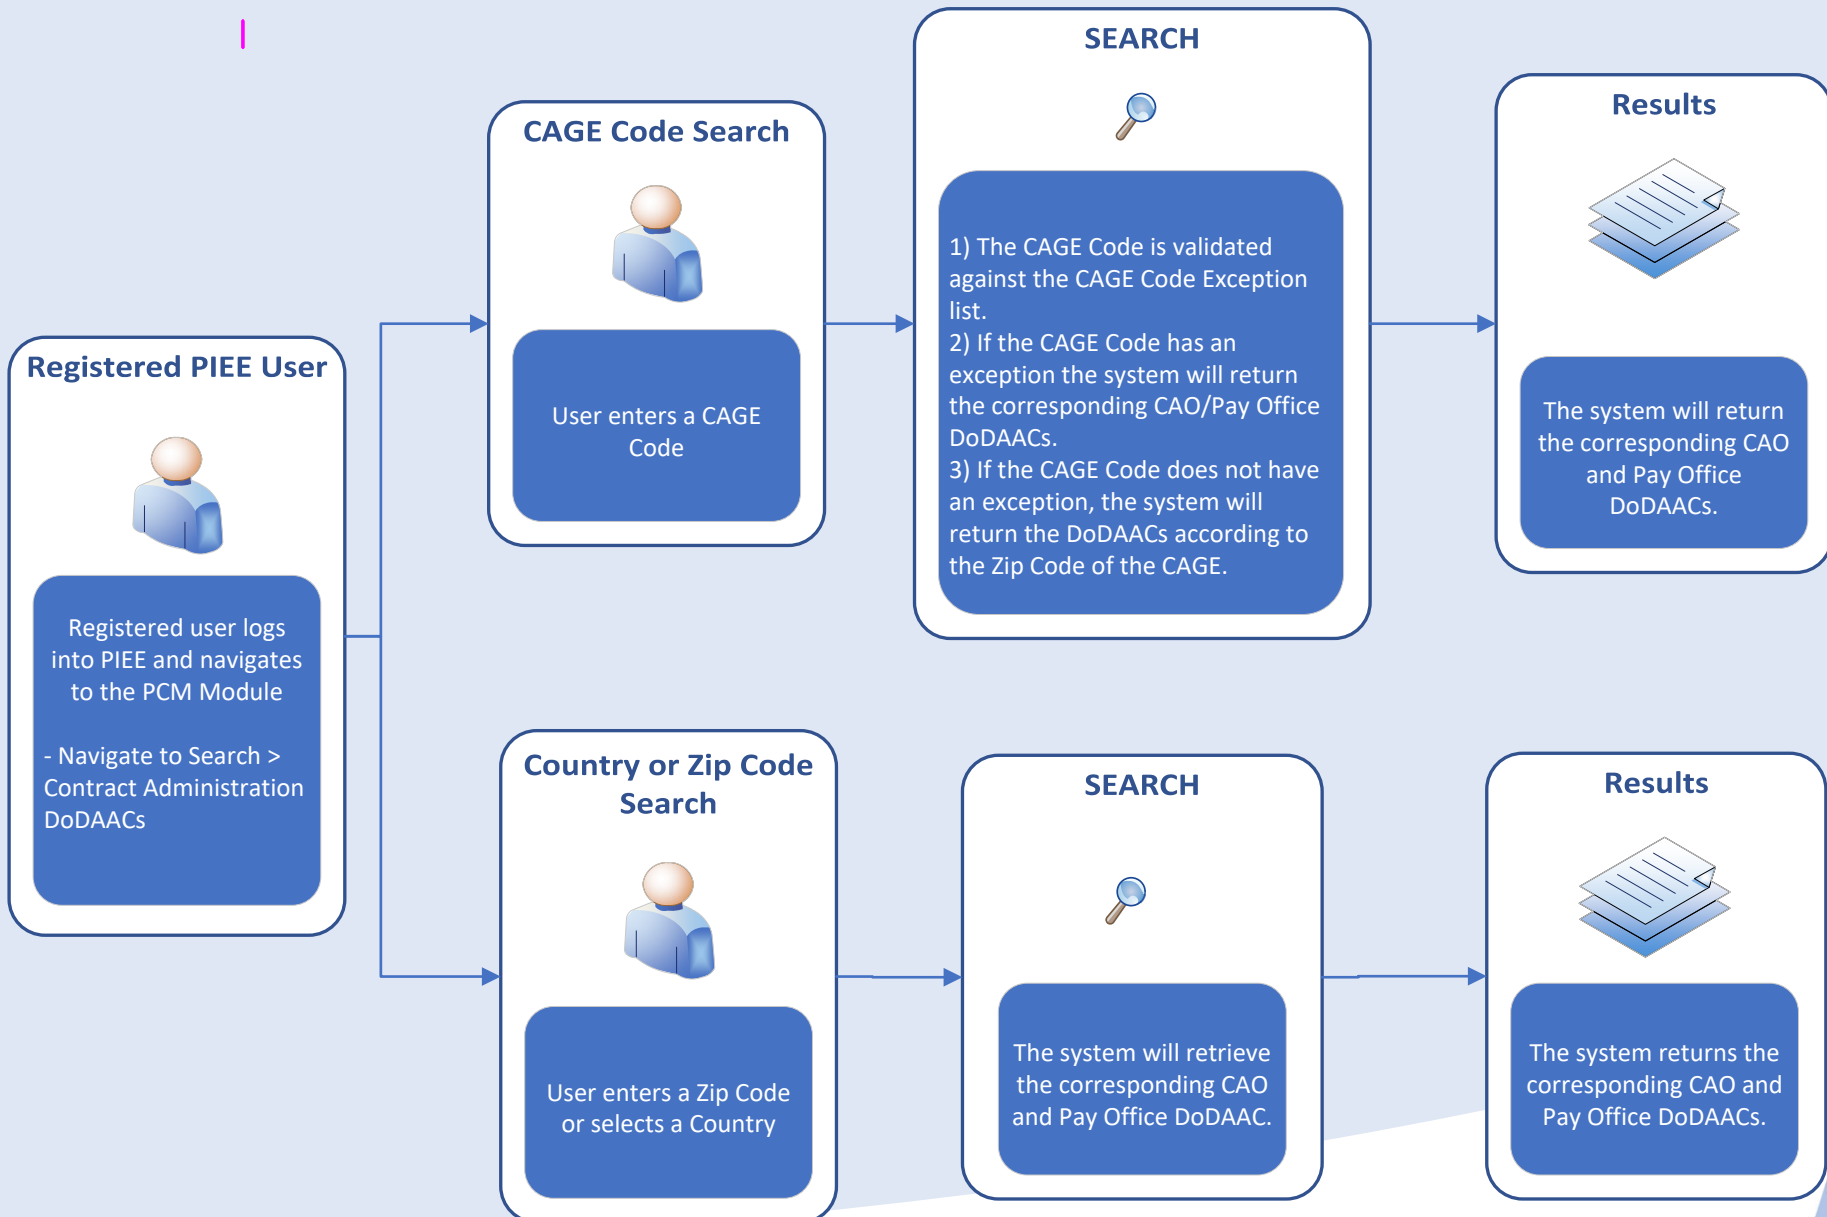 Registered PIEE User
Registered user logs
into PIEE and navigates
to the PCM Module
- Navigate to Search >
Contract Administration
DoDAACs
CAGE Code Search
User enters a CAGE
Code
SEARCH
1) The CAGE Code is validated
against the CAGE Code Exception
list.
2) If the CAGE Code has an
exception the system will return
the corresponding CAO/Pay Office
DoDAACs.
3) If the CAGE Code does not have
an exception, the system will
return the DoDAACs according to
the Zip Code of the CAGE.
Results
The system will return
the corresponding CAO
and Pay Office
DoDAACs.
Country or Zip Code
Search
User enters a Zip Code
or selects a Country
SEARCH
The system will retrieve
the corresponding CAO
and Pay Office DoDAAC.
Results
The system returns the
corresponding CAO and
Pay Office DoDAACs.